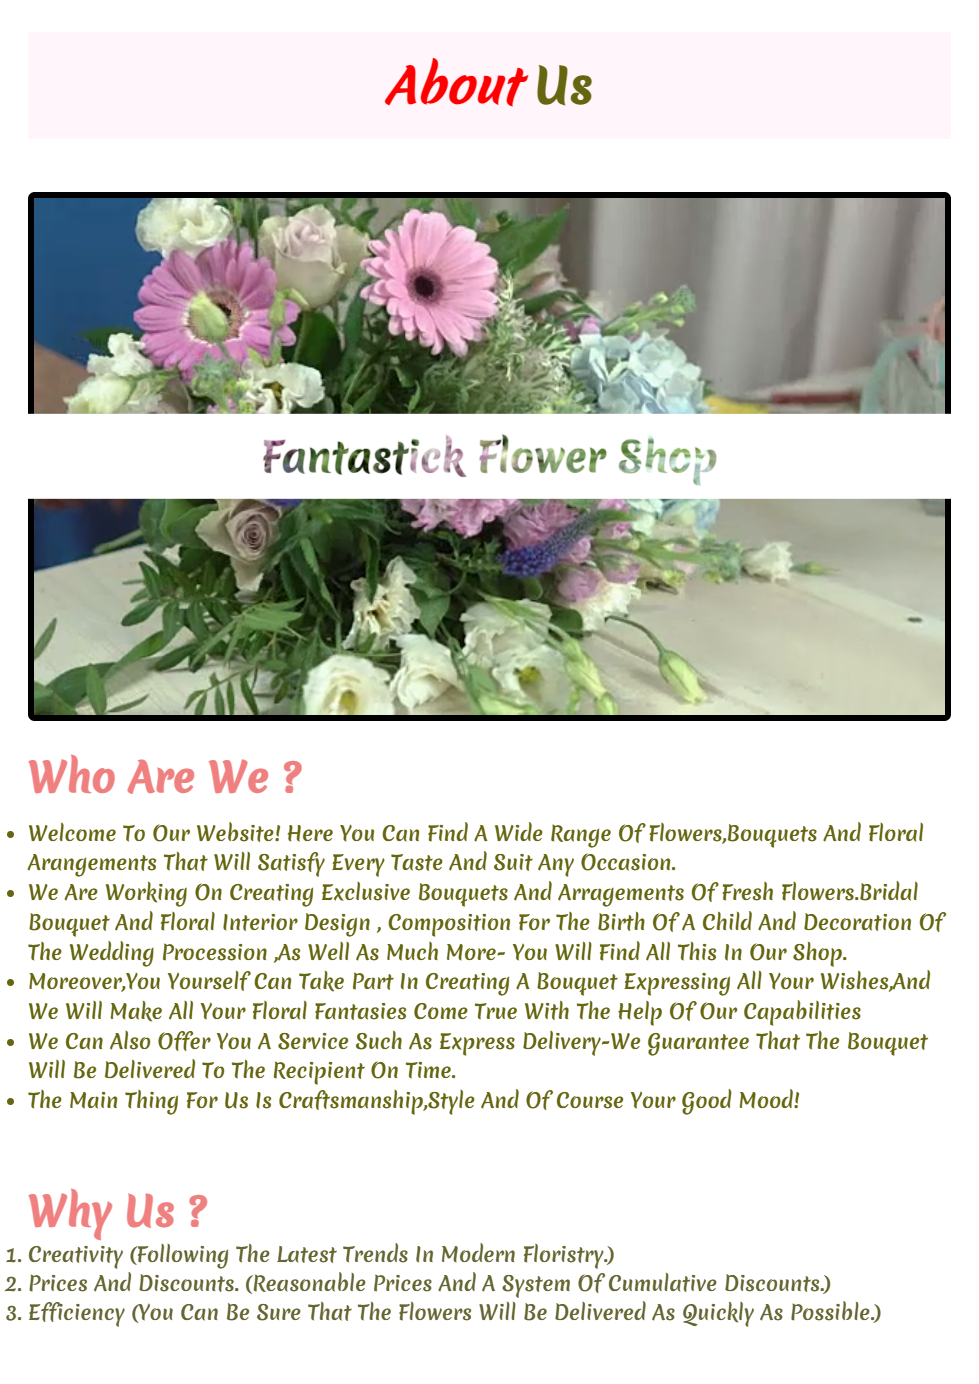 About Us
Fantastick Flower Shop
Who Are We ?
• Welcome To Our Website! Here You Can Find A Wide Range Of Flowers,Bouquets And Floral
Arangements That Will Satisfy Every Taste And Suit Any Occasion.
• We Are Working On Creating Exclusive Bouquets And Arragements Of Fresh Flowers.Bridal
Bouquet And Floral Interior Design , Composition For The Birth Of A Child And Decoration Of
The Wedding Procession ,As Well As Much More- You Will Find All This In Our Shop.
• Moreover,You Yourself Can Take Part In Creating A Bouquet Expressing All Your Wishes,And
We Will Make All Your Floral Fantasies Come True With The Help Of Our Capabilities
• We Can Also Offer You A Service Such As Express Delivery-We Guarantee That The Bouquet
Will Be Delivered To The Recipient On Time.
• The Main Thing For Us Is Craftsmanship,Style And Of Course Your Good Mood!
Why Us ?
1. Creativity (Following The Latest Trends In Modern Floristry.)
2. Prices And Discounts. (Reasonable Prices And A System Of Cumulative Discounts.)
3. Efficiency (You Can Be Sure That The Flowers Will Be Delivered As Quickly As Possible.)